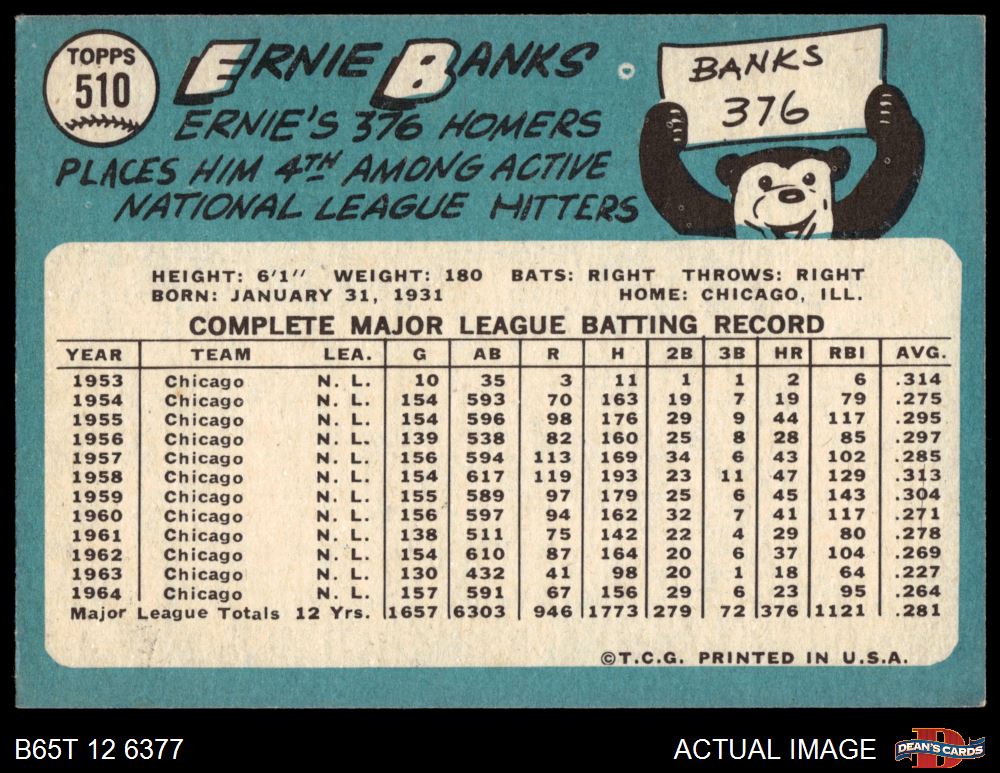 TOPPS
510
ERNIE BANKS
ERNIE'S 376 HOMERS
PLACES HIM 4TH AMONG ACTIVE
NATIONAL LEAGUE HITTERS
BANKS
376
HEIGHT: 6'1" WEIGHT: 180 BATS: RIGHT THROWS: RIGHT
BORN: JANUARY 31, 1931 HOME: CHICAGO, ILL.
COMPLETE MAJOR LEAGUE BATTING RECORD
YEAR TEAM LEA. G AB R H 2B 3B HR RBI AVG.
1953 Chicago N. L. 10 35 3 11 1 1 2 6 .314
1954 Chicago N. L. 154 593 70 163 19 7 19 79 .275
1955 Chicago N. L. 154 596 98 176 29 9 44 117 .295
1956 Chicago N. L. 139 538 82 160 25 8 28 85 .297
1957 Chicago N. L. 156 594 113 169 34 6 43 102 .285
1958 Chicago N. L. 154 617 119 193 23 11 47 129 .313
1959 Chicago N. L. 155 589 97 179 25 6 45 143 .304
1960 Chicago N. L. 156 597 94 162 32 7 41 117 .271
1961 Chicago N. L. 138 511 75 142 22 4 29 80 .278
1962 Chicago N. L. 154 610 87 164 20 6 37 104 .269
1963 Chicago N. L. 130 432 41 98 20 1 18 64 .227
1964 Chicago N. L. 157 591 67 156 29 6 23 95 .264
Major League Totals 12 Yrs. 1657 6303 946 1773 279 72 376 1121 .281
©T.C.G. PRINTED IN U.S.A.
B65T 12 6377
ACTUAL IMAGE
D
DEAN'S CARDS